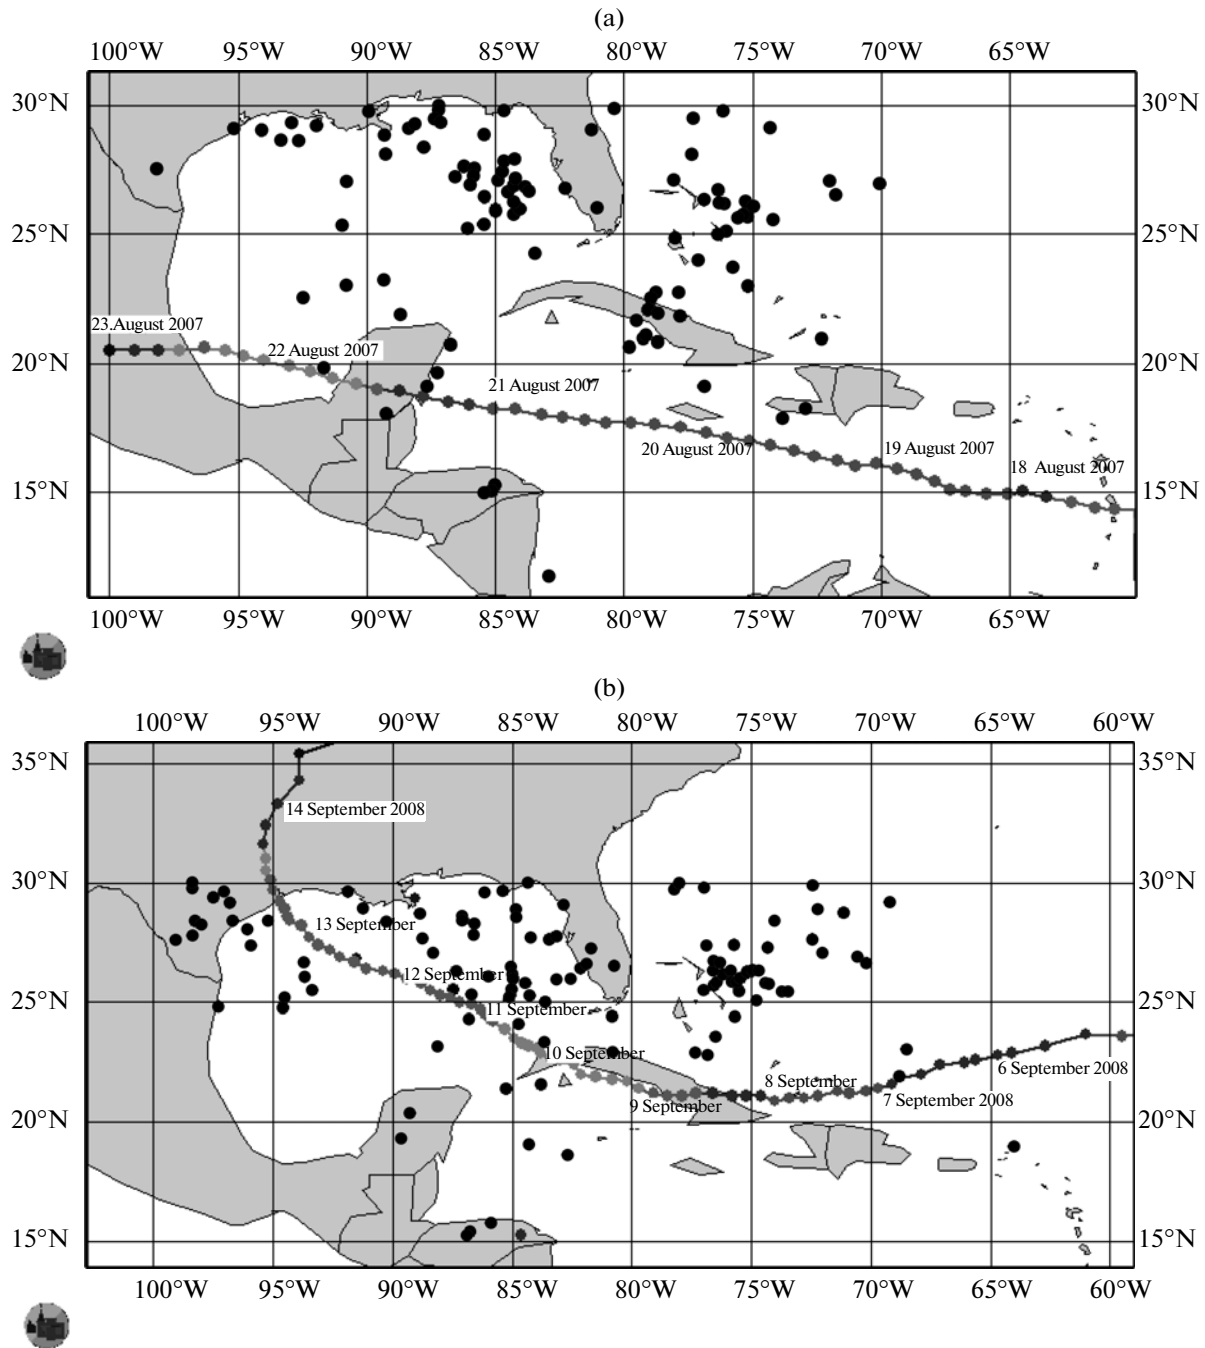 (a)
100°W 95°W 90°W 85°W 80°W 75°W 70°W 65°W
30°N 30°N
25°N 25°N
23.August 2007
22 August 2007
20°N 20°N
21 August 2007
20 August 2007
19 August 2007
18 August 2007
15°N 15°N
100°W 95°W 90°W 85°W 80°W 75°W 70°W 65°W
(b)
100°W 95°W 90°W 85°W 80°W 75°W 70°W 65°W 60°W
35°N 35°N
14 September 2008
30°N 30°N
13 September
12 September
25°N 25°N
11 September
10 September
6 September 2008
8 September
7 September 2008
9 September
20°N 20°N
15°N 15°N
100°W 95°W 90°W 85°W 80°W 75°W 70°W 65°W 60°W